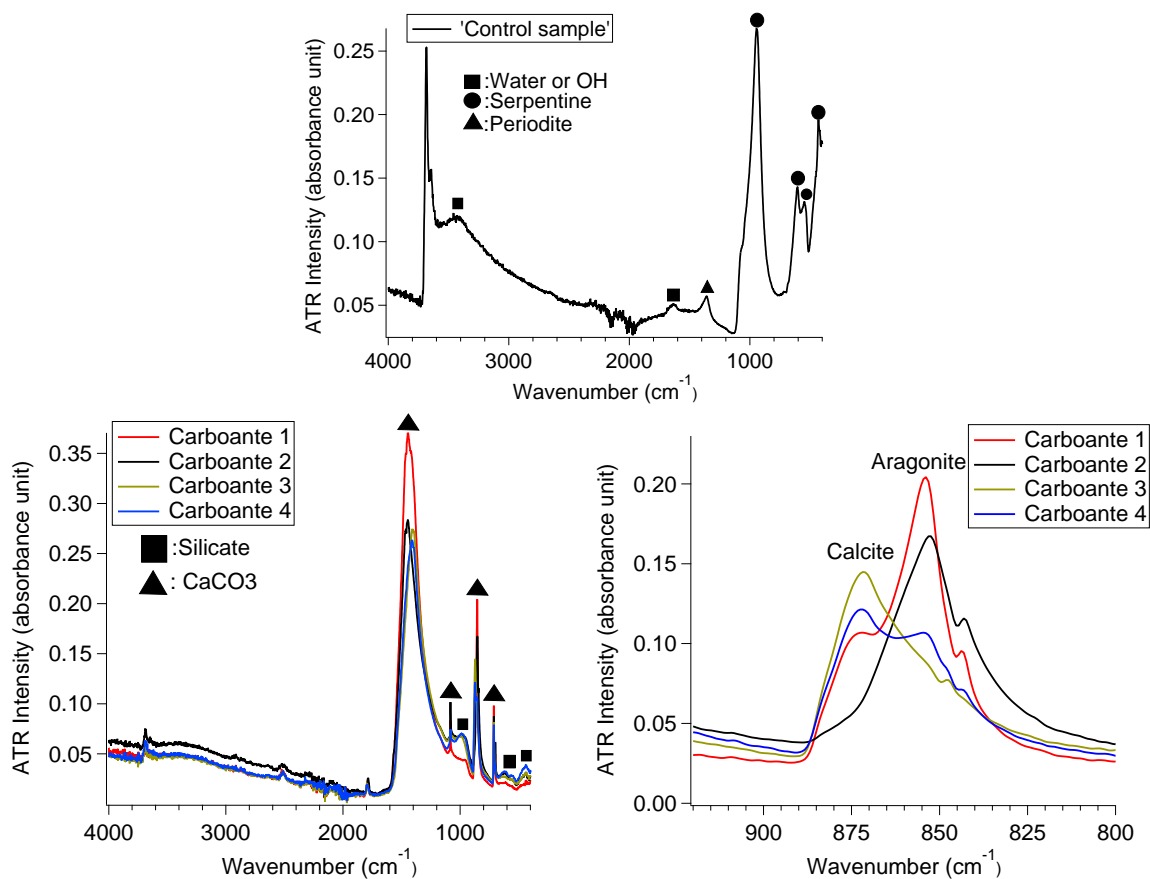 'Control sample'
:Water or OH
:Serpentine
:Periodite
ATR Intensity (absorbance unit)
0.25
0.20
0.15
0.10
0.05
4000 3000 2000 1000
Wavenumber (cm⁻¹)
Carboante 1
Carboante 2
Carboante 3
Carboante 4
:Silicate
: CaCO3
ATR Intensity (absorbance unit)
0.35
0.30
0.25
0.20
0.15
0.10
0.05
4000 3000 2000 1000
Wavenumber (cm⁻¹)
Carboante 1
Carboante 2
Carboante 3
Carboante 4
Aragonite
Calcite
ATR Intensity (absorbance unit)
0.20
0.15
0.10
0.05
0.00
900 875 850 825 800
Wavenumber (cm⁻¹)